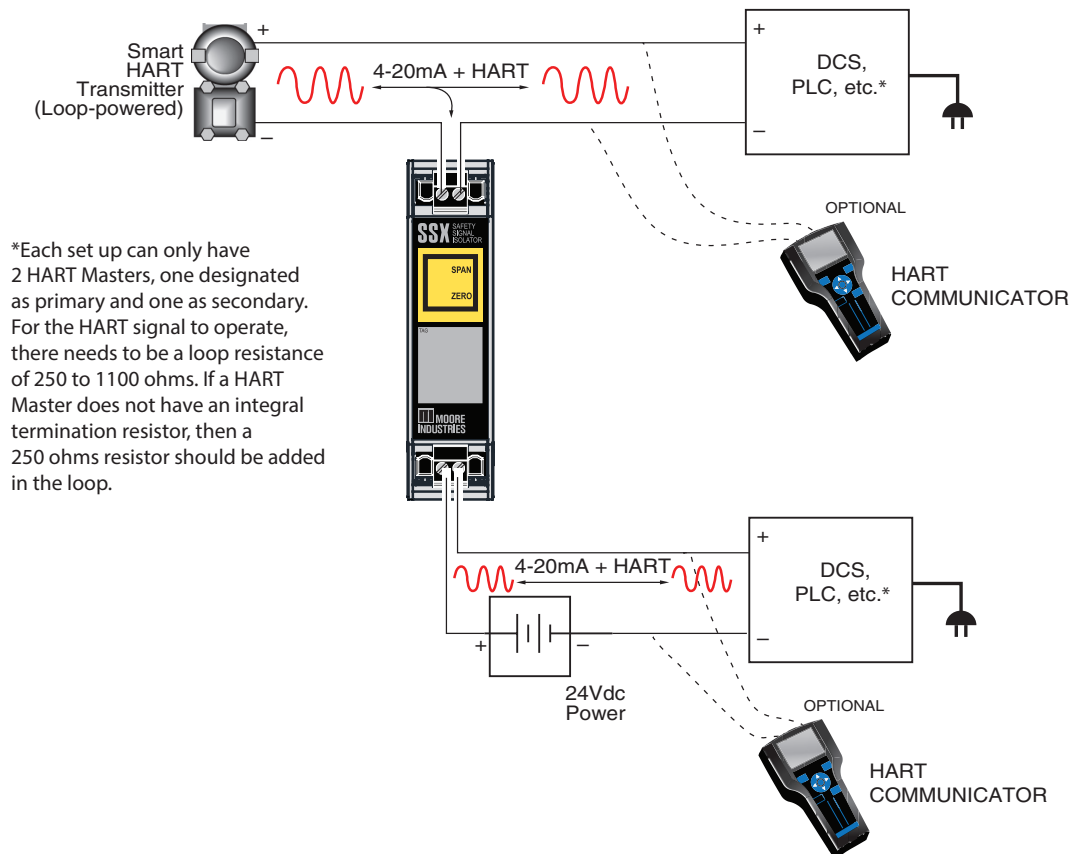 Smart
HART
Transmitter
(Loop-powered)
+
–
4-20mA + HART
+
DCS,
PLC, etc.*
–
OPTIONAL
HART
COMMUNICATOR
*Each set up can only have
2 HART Masters, one designated
as primary and one as secondary.
For the HART signal to operate,
there needs to be a loop resistance
of 250 to 1100 ohms. If a HART
Master does not have an integral
termination resistor, then a
250 ohms resistor should be added
in the loop.
SSX SAFETY
SIGNAL
ISOLATOR
SPAN
ZERO
TAG
MOORE
INDUSTRIES
4-20mA + HART
+
DCS,
PLC, etc.*
–
+
–
24Vdc
Power
OPTIONAL
HART
COMMUNICATOR